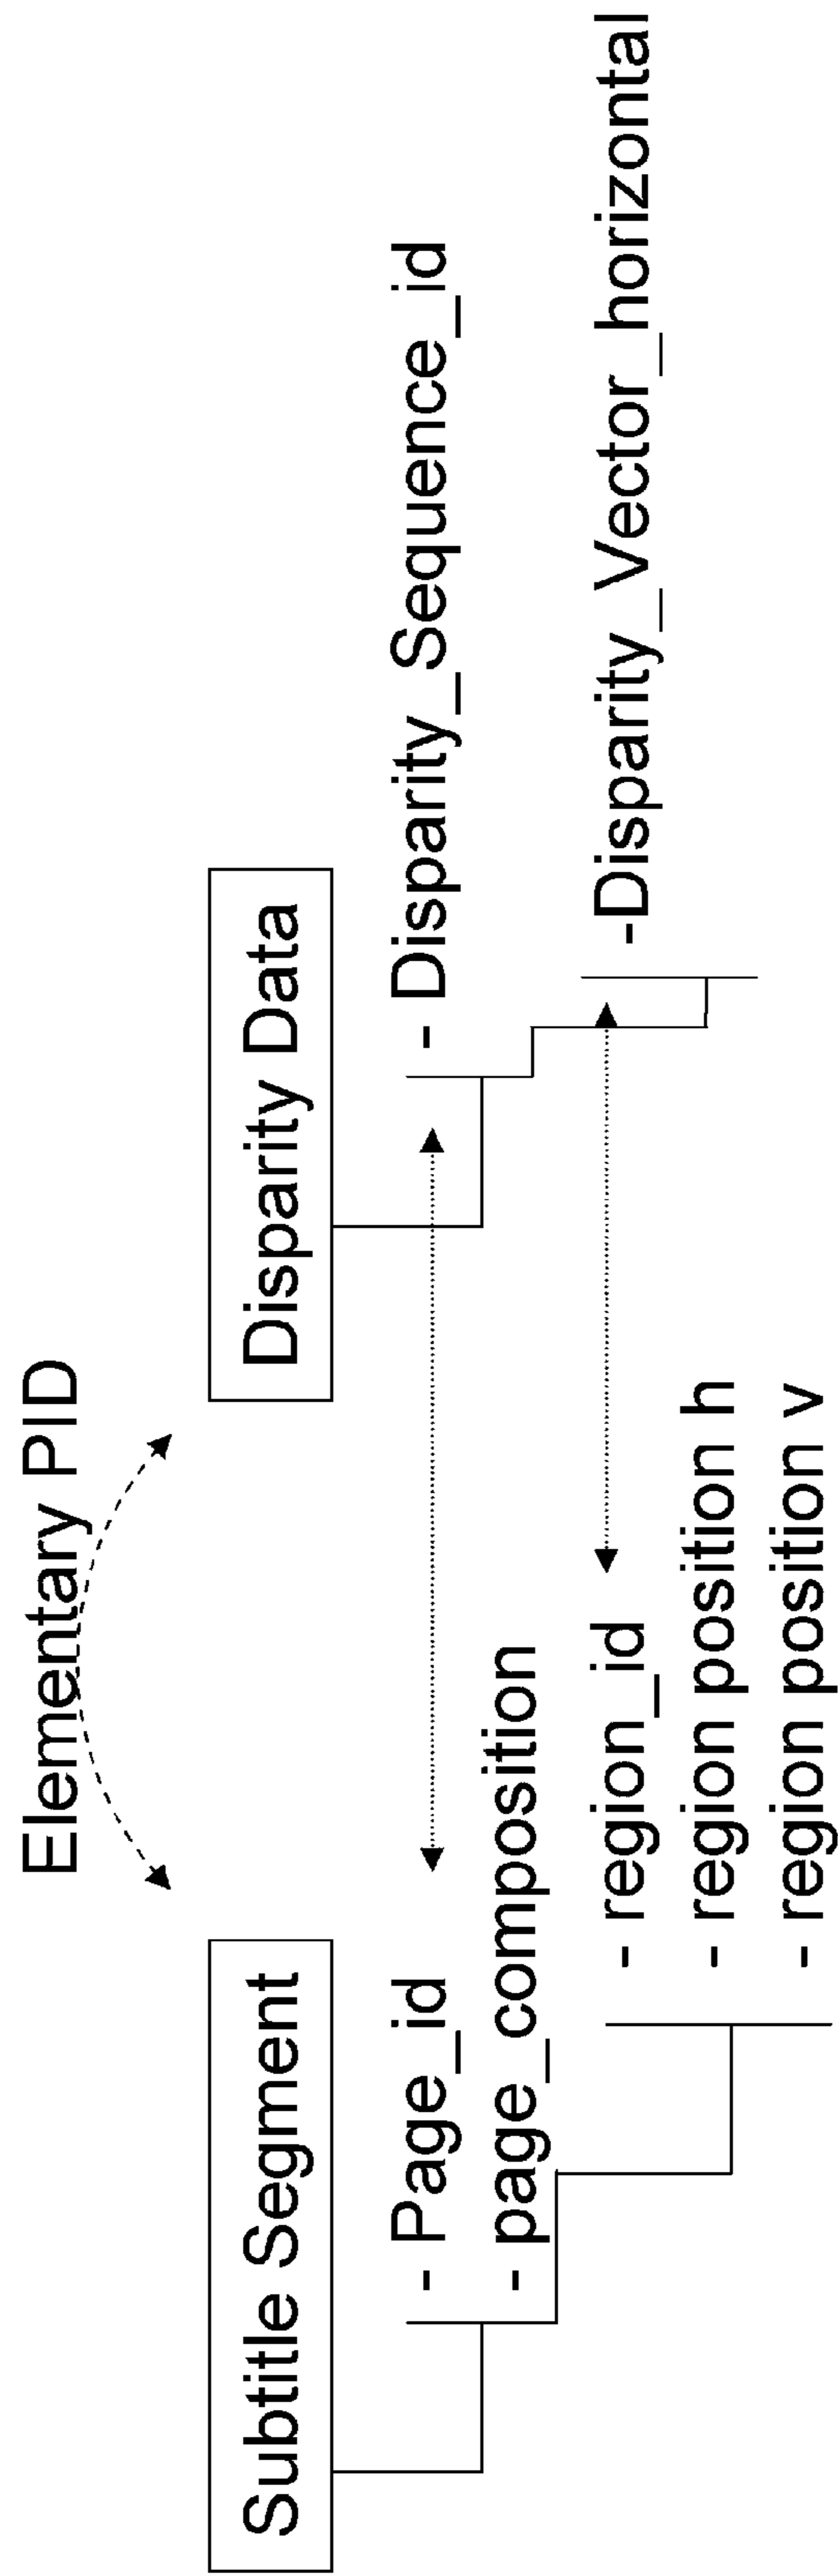 Elementary PID
Subtitle Segment
Disparity Data
- Page_id
- page_composition
- Disparity_Sequence_id
- region_id
- region position h
- region position v
-Disparity_Vector_horizontal